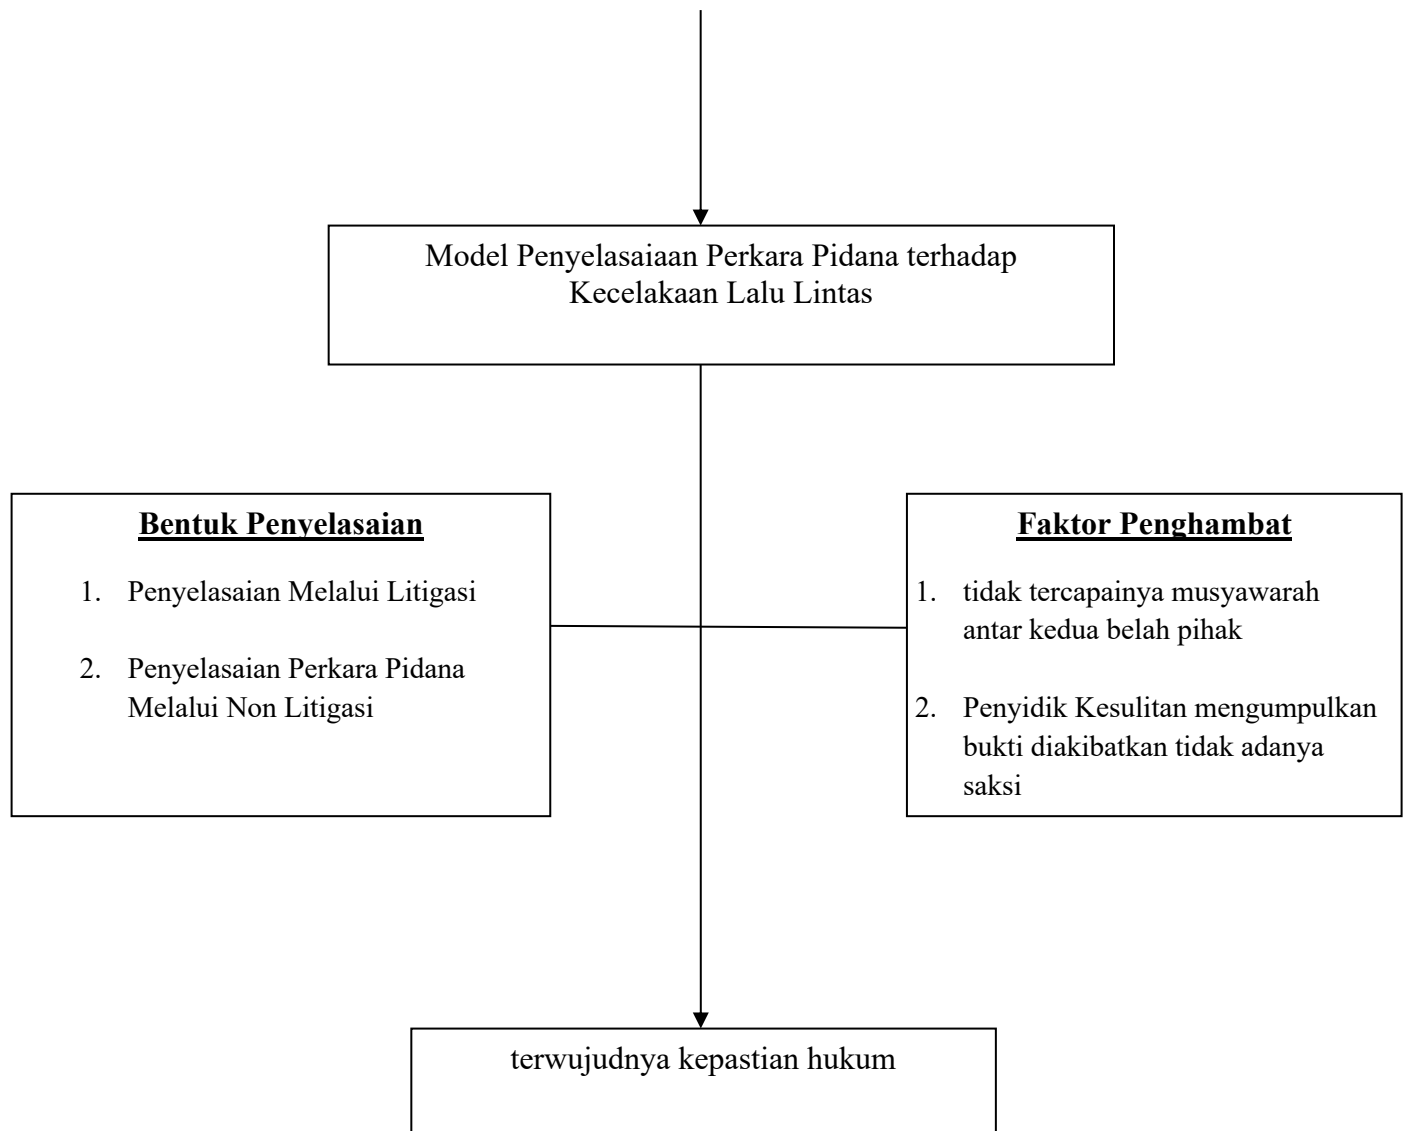 Model Penyelasaiaan Perkara Pidana terhadap
Kecelakaan Lalu Lintas
Bentuk Penyelasaian
1. Penyelasaian Melalui Litigasi
2. Penyelasaian Perkara Pidana
Melalui Non Litigasi
Faktor Penghambat
1. tidak tercapainya musyawarah
antar kedua belah pihak
2. Penyidik Kesulitan mengumpulkan
bukti diakibatkan tidak adanya
saksi
terwujudnya kepastian hukum